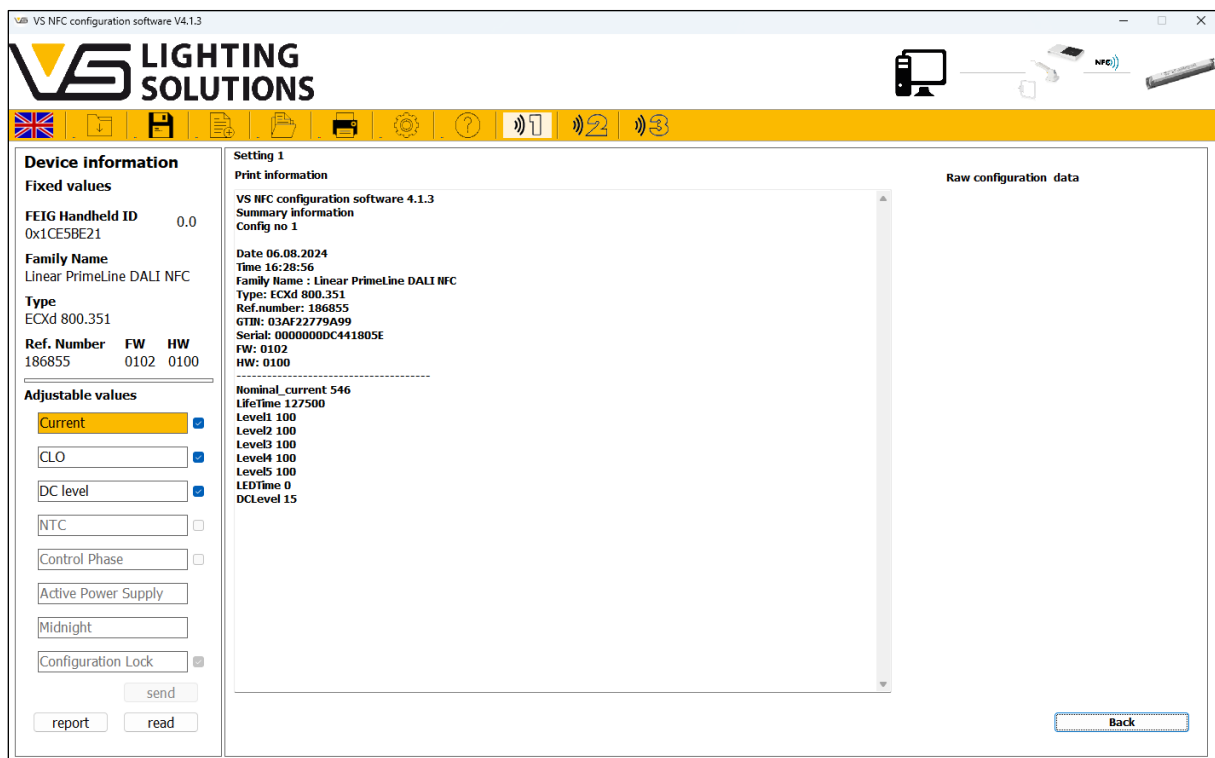 VS NFC configuration software V4.1.3
VS LIGHTING
SOLUTIONS
NFC
1 2 3
Device information
Fixed values
FEIG Handheld ID 0.0
0x1CE5BE21
Family Name
Linear PrimeLine DALI NFC
Type
ECXd 800.351
Ref. Number FW HW
186855 0102 0100
Adjustable values
Current
CLO
DC level
NTC
Control Phase
Active Power Supply
Midnight
Configuration Lock
send
report read
Setting 1
Print information
VS NFC configuration software 4.1.3
Summary information
Config no 1
Date 06.08.2024
Time 16:28:56
Family Name : Linear PrimeLine DALI NFC
Type: ECXd 800.351
Ref.number: 186855
GTIN: 03AF22779A99
Serial: 0000000DC441805E
FW: 0102
HW: 0100
-------------------------------------
Nominal_current 546
LifeTime 127500
Level1 100
Level2 100
Level3 100
Level4 100
Level5 100
LEDTime 0
DCLevel 15
Raw configuration data
Back